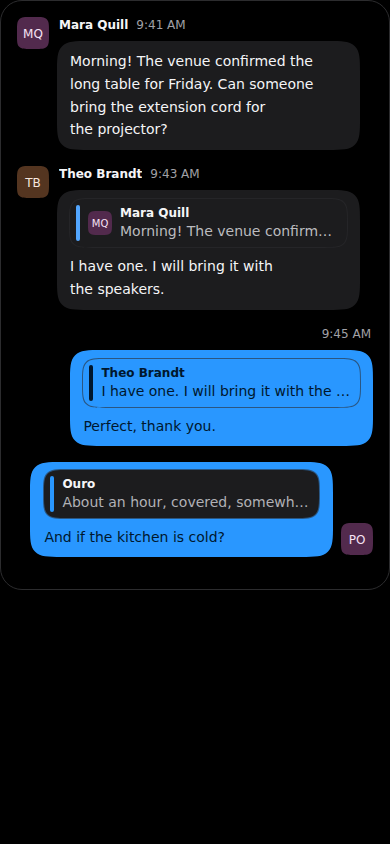 MQ
Mara Quill 9:41 AM
Morning! The venue confirmed the
long table for Friday. Can someone
bring the extension cord for
the projector?
Theo Brandt 9:43 AM
TB
MQ
Mara Quill
Morning! The venue confirm…
I have one. I will bring it with
the speakers.
9:45 AM
Theo Brandt
I have one. I will bring it with the …
Perfect, thank you.
Ouro
About an hour, covered, somewh…
And if the kitchen is cold?
PO